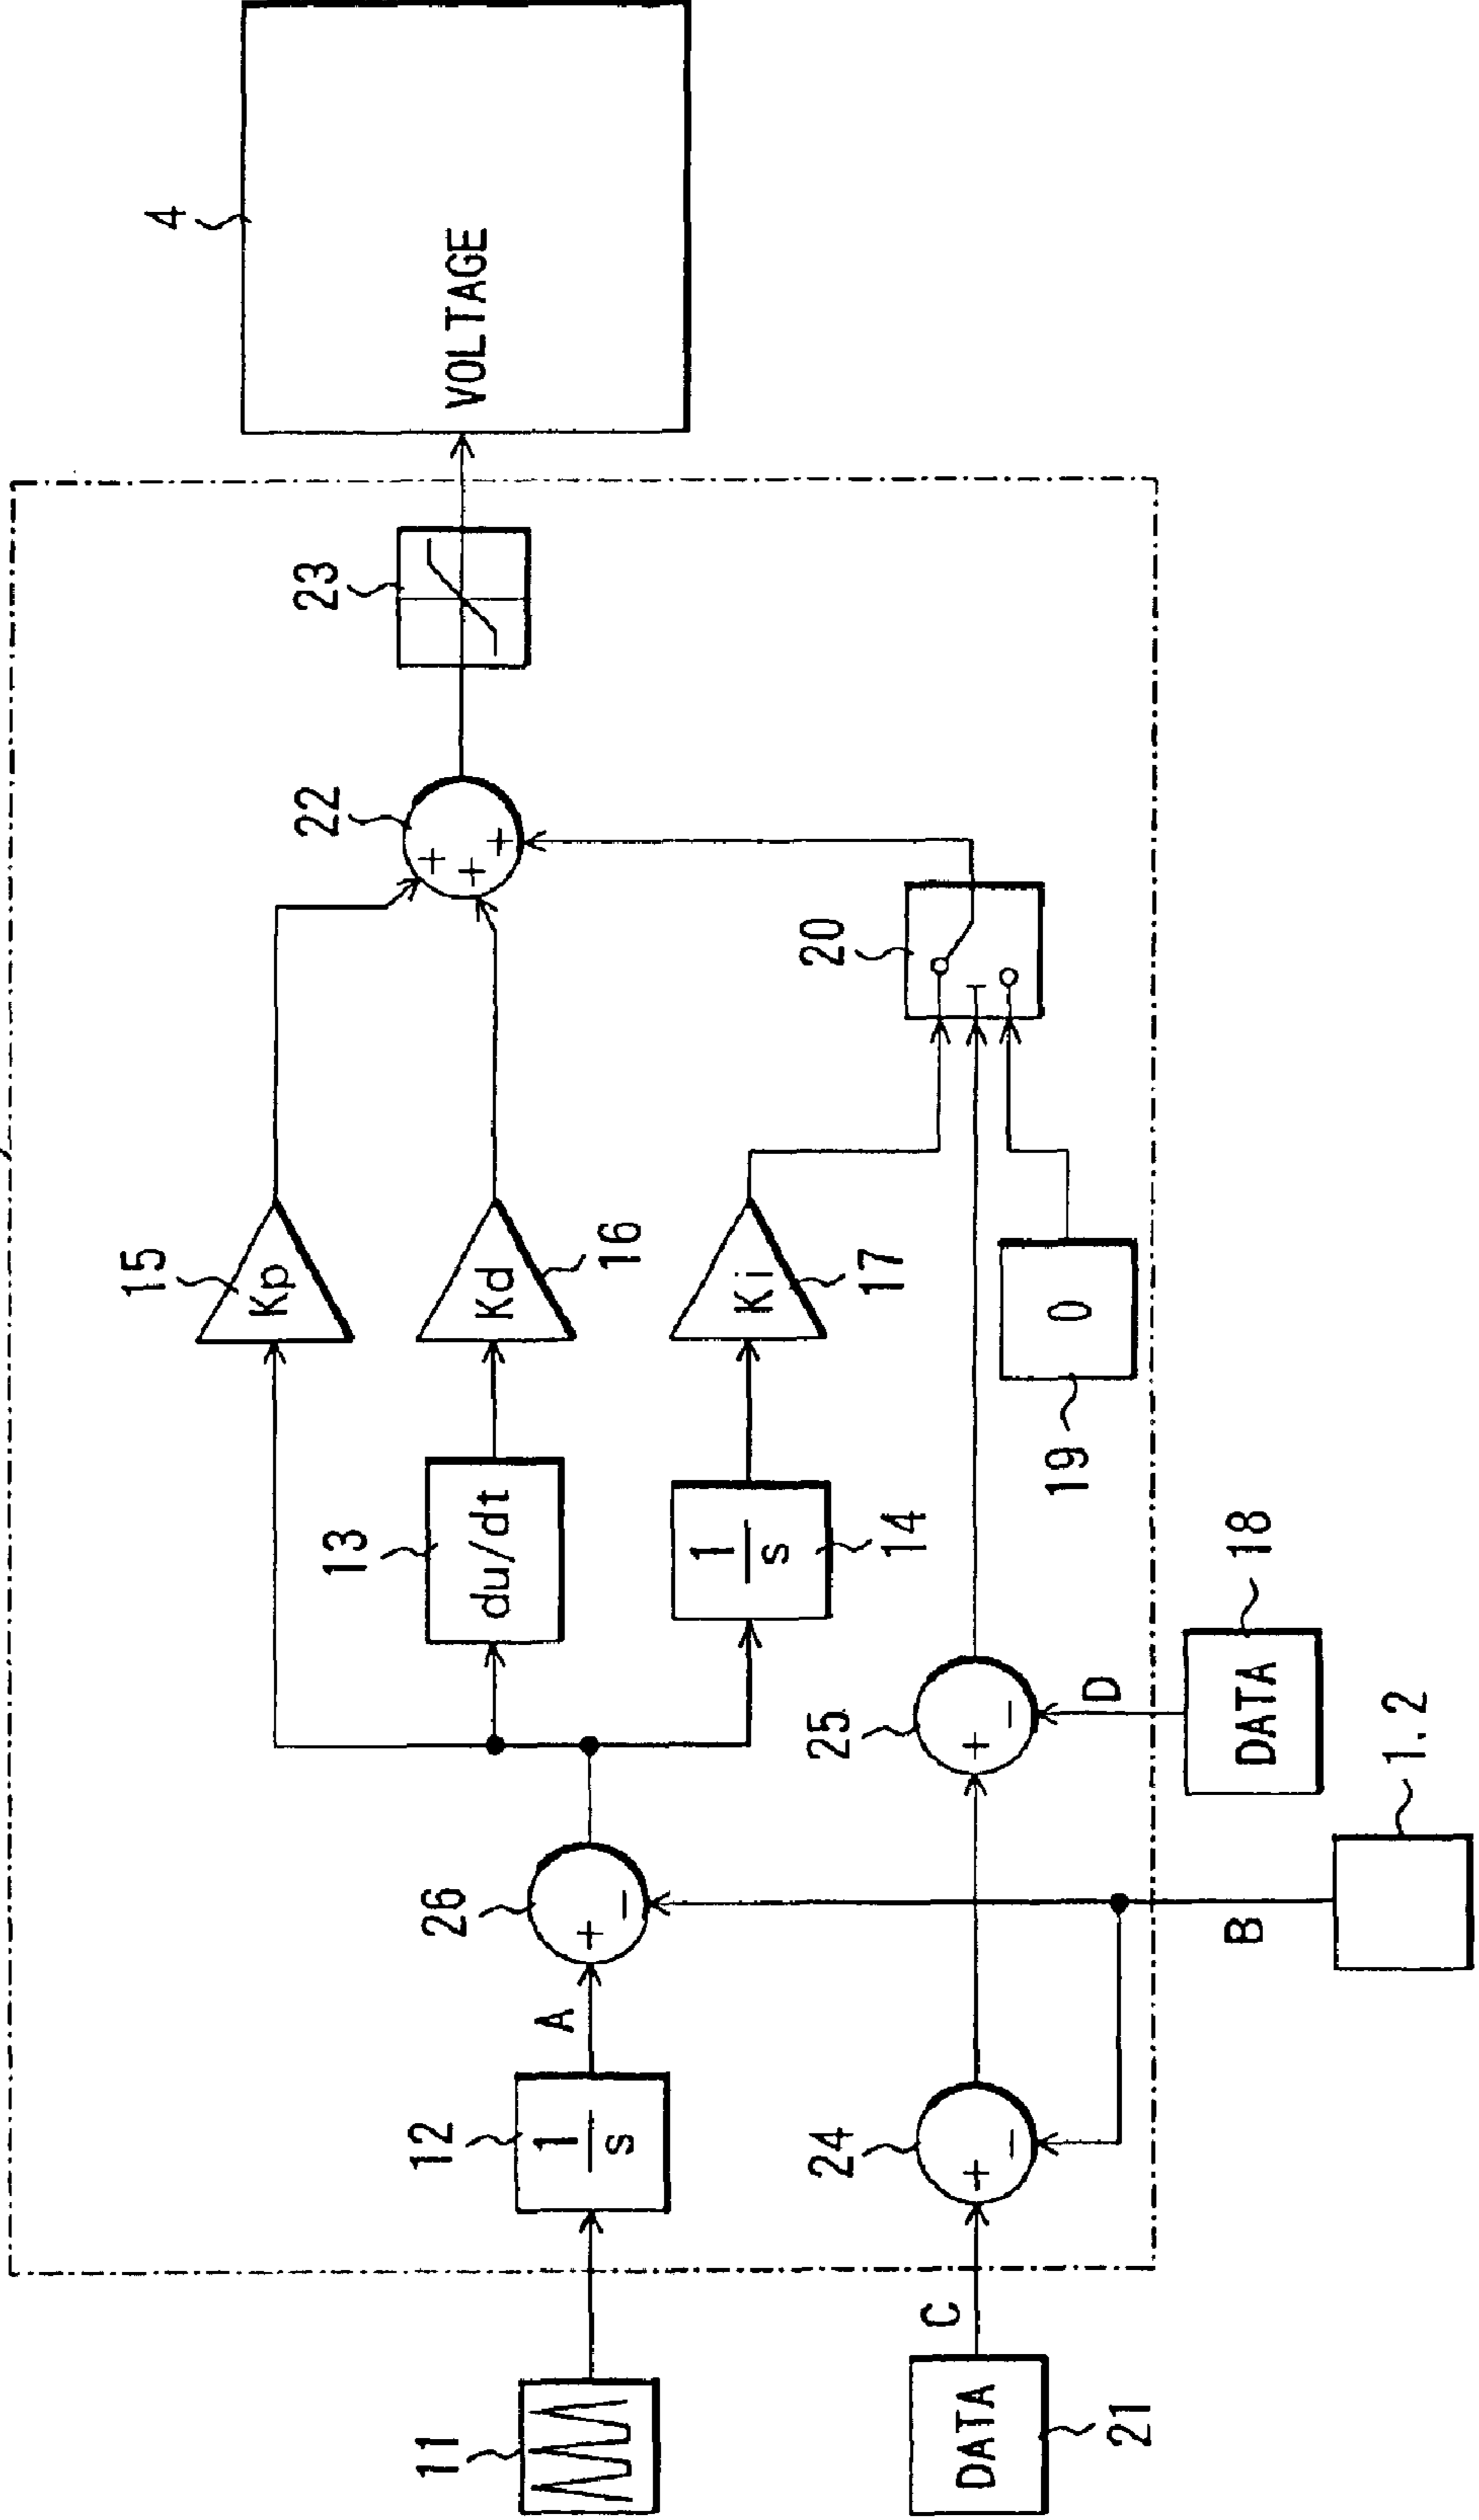 4
VOLTAGE
23
22
20
15
Kp
Kd
16
Ki
17
0
19
13
du/dt
1
s
14
18
DATA
D
25
+
−
1.2
B
26
+
−
A
12
1
s
24
+
−
C
11
DATA
21
+
+
+